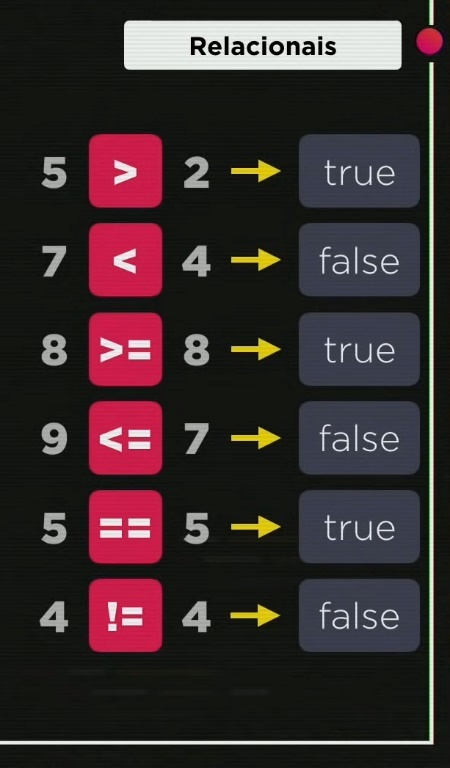 Relacionais
5 > 2 → true
7 < 4 → false
8 >= 8 → true
9 <= 7 → false
5 == 5 → true
4 != 4 → false